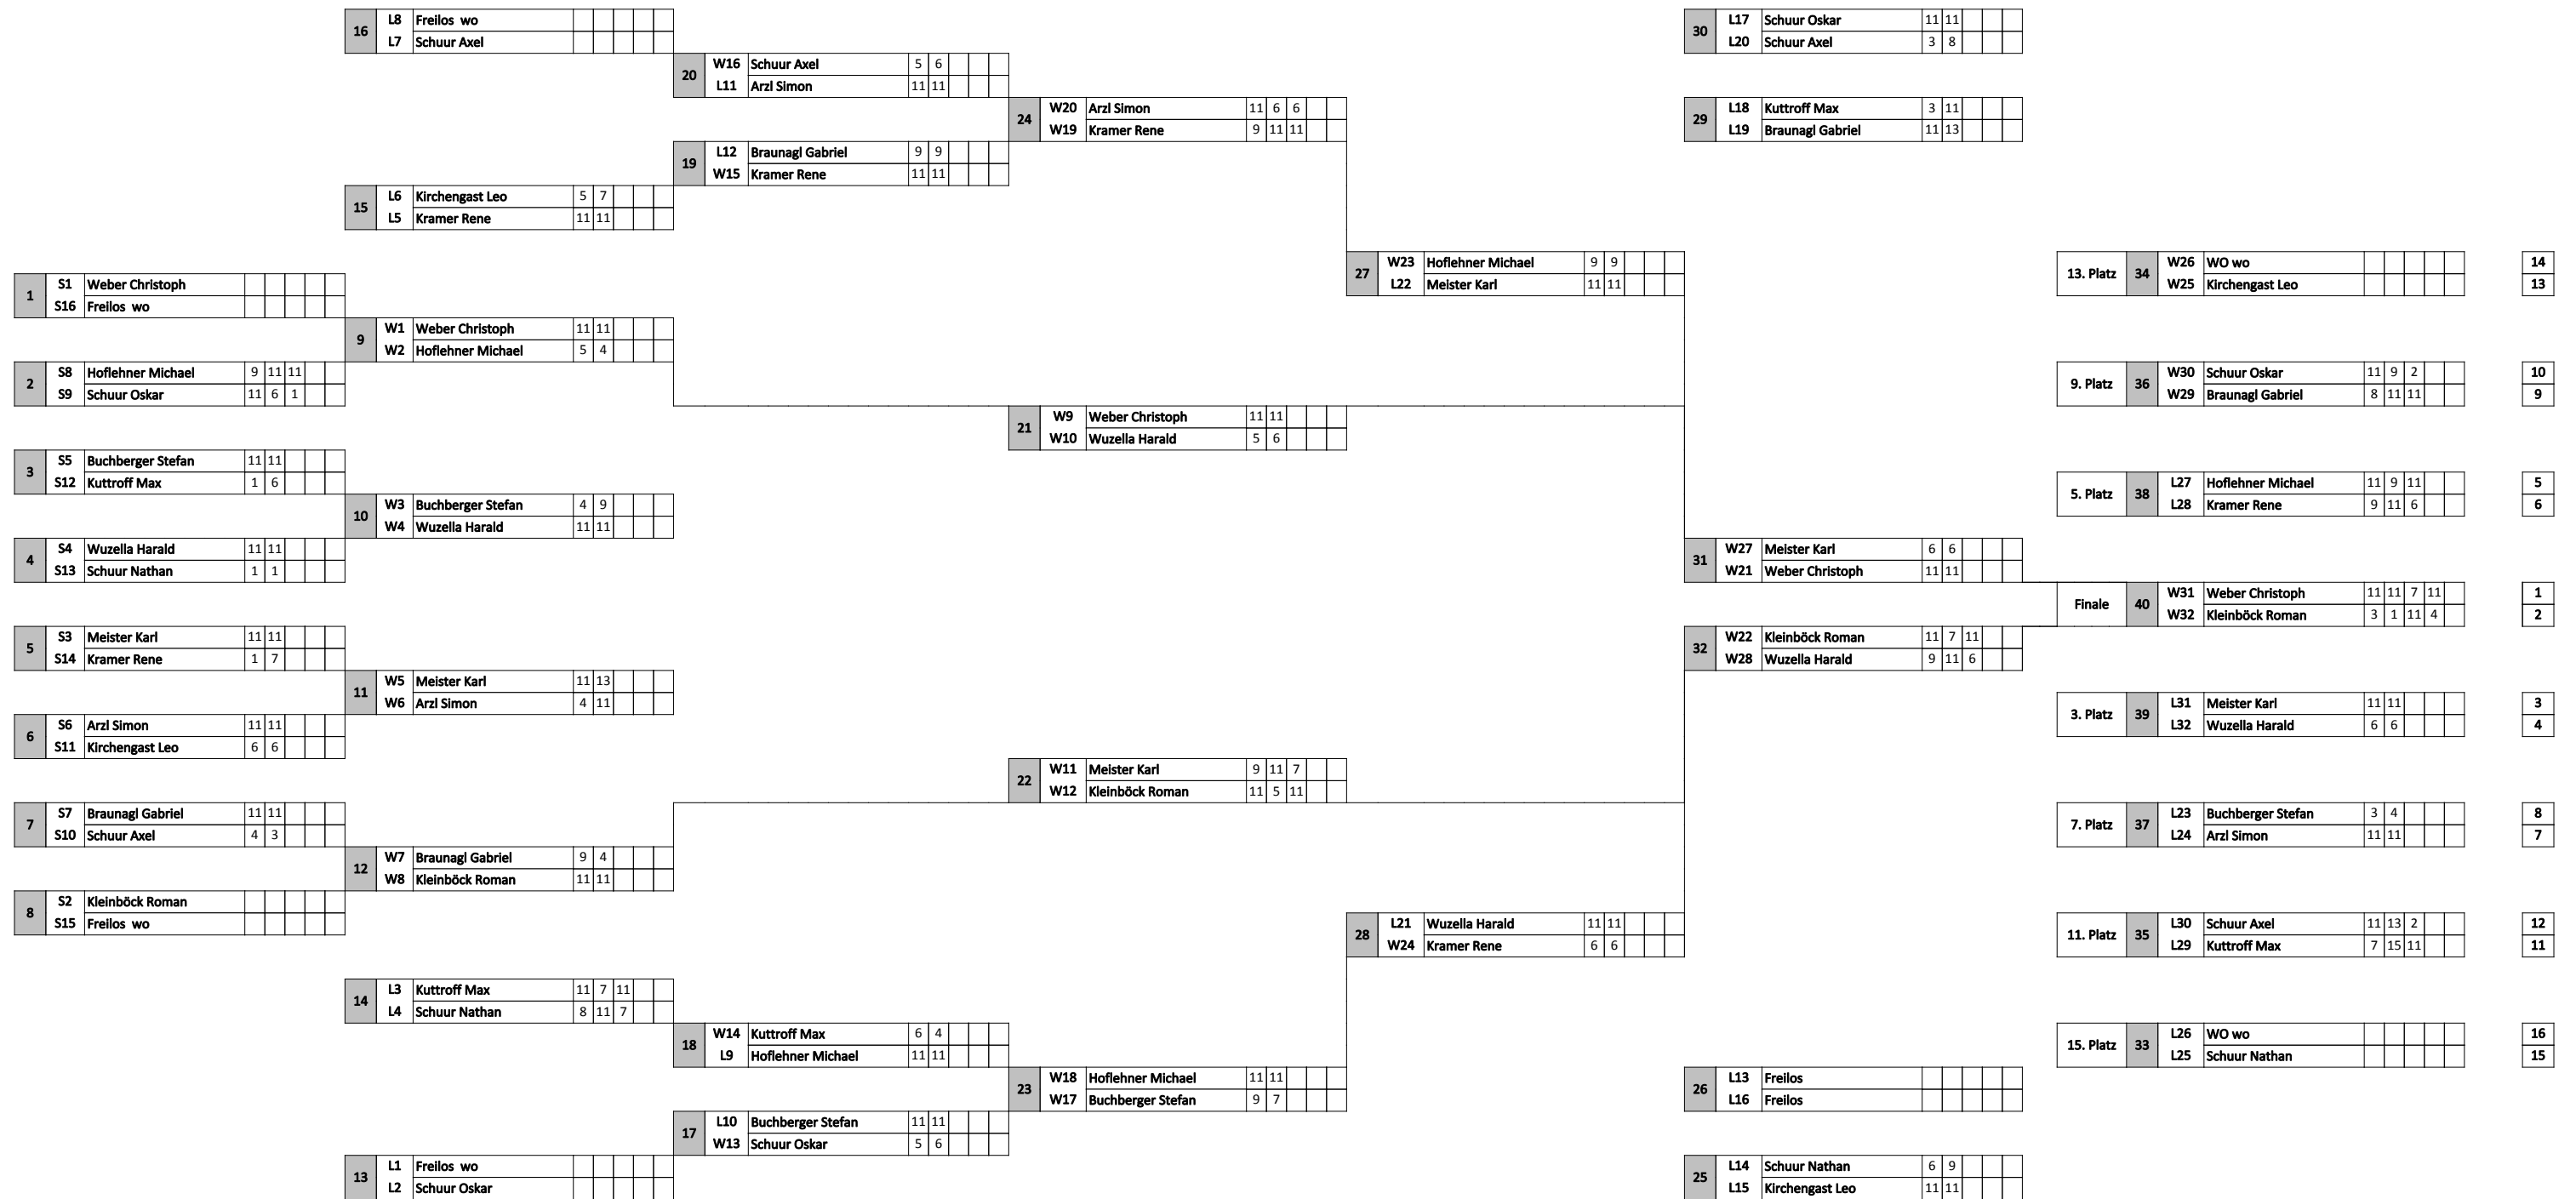 16 L8 Freilos wo
L7 Schuur Axel
30 L17 Schuur Oskar 11 11
L20 Schuur Axel 3 8
20 W16 Schuur Axel 5 6
L11 Arzl Simon 11 11
24 W20 Arzl Simon 11 6 6
W19 Kramer Rene 9 11 11
29 L18 Kuttroff Max 3 11
L19 Braunagl Gabriel 11 13
19 L12 Braunagl Gabriel 9 9
W15 Kramer Rene 11 11
15 L6 Kirchengast Leo 5 7
L5 Kramer Rene 11 11
27 W23 Hoflehner Michael 9 9
L22 Meister Karl 11 11
13. Platz 34 W26 WO wo 14
W25 Kirchengast Leo 13
1 S1 Weber Christoph
S16 Freilos wo
9 W1 Weber Christoph 11 11
W2 Hoflehner Michael 5 4
2 S8 Hoflehner Michael 9 11 11
S9 Schuur Oskar 11 6 1
9. Platz 36 W30 Schuur Oskar 11 9 2 10
W29 Braunagl Gabriel 8 11 11 9
21 W9 Weber Christoph 11 11
W10 Wuzella Harald 5 6
3 S5 Buchberger Stefan 11 11
S12 Kuttroff Max 1 6
5. Platz 38 L27 Hoflehner Michael 11 9 11 5
L28 Kramer Rene 9 11 6 6
10 W3 Buchberger Stefan 4 9
W4 Wuzella Harald 11 11
4 S4 Wuzella Harald 11 11
S13 Schuur Nathan 1 1
31 W27 Meister Karl 6 6
W21 Weber Christoph 11 11
Finale 40 W31 Weber Christoph 11 11 7 11 1
W32 Kleinböck Roman 3 1 11 4 2
5 S3 Meister Karl 11 11
S14 Kramer Rene 1 7
32 W22 Kleinböck Roman 11 7 11
W28 Wuzella Harald 9 11 6
11 W5 Meister Karl 11 13
W6 Arzl Simon 4 11
3. Platz 39 L31 Meister Karl 11 11 3
L32 Wuzella Harald 6 6 4
6 S6 Arzl Simon 11 11
S11 Kirchengast Leo 6 6
22 W11 Meister Karl 9 11 7
W12 Kleinböck Roman 11 5 11
7 S7 Braunagl Gabriel 11 11
S10 Schuur Axel 4 3
7. Platz 37 L23 Buchberger Stefan 3 4 8
L24 Arzl Simon 11 11 7
12 W7 Braunagl Gabriel 9 4
W8 Kleinböck Roman 11 11
8 S2 Kleinböck Roman
S15 Freilos wo
28 L21 Wuzella Harald 11 11
W24 Kramer Rene 6 6
11. Platz 35 L30 Schuur Axel 11 13 2 12
L29 Kuttroff Max 7 15 11 11
14 L3 Kuttroff Max 11 7 11
L4 Schuur Nathan 8 11 7
18 W14 Kuttroff Max 6 4
L9 Hoflehner Michael 11 11
15. Platz 33 L26 WO wo 16
L25 Schuur Nathan 15
23 W18 Hoflehner Michael 11 11
W17 Buchberger Stefan 9 7
26 L13 Freilos
L16 Freilos
17 L10 Buchberger Stefan 11 11
W13 Schuur Oskar 5 6
13 L1 Freilos wo
L2 Schuur Oskar
25 L14 Schuur Nathan 6 9
L15 Kirchengast Leo 11 11